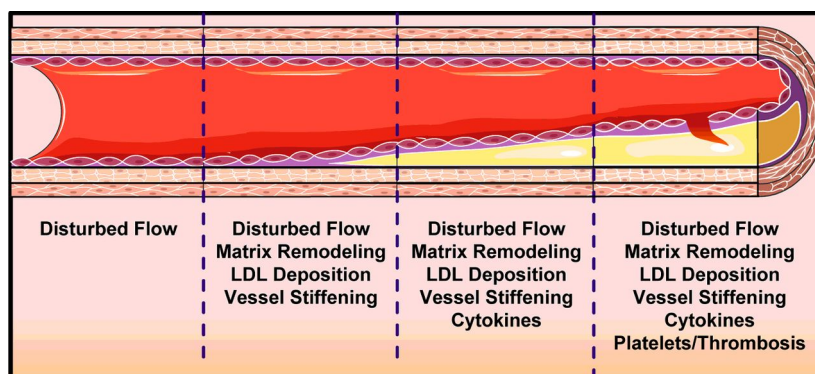 Disturbed Flow
Disturbed Flow
Matrix Remodeling
LDL Deposition
Vessel Stiffening
Disturbed Flow
Matrix Remodeling
LDL Deposition
Vessel Stiffening
Cytokines
Disturbed Flow
Matrix Remodeling
LDL Deposition
Vessel Stiffening
Cytokines
Platelets/Thrombosis